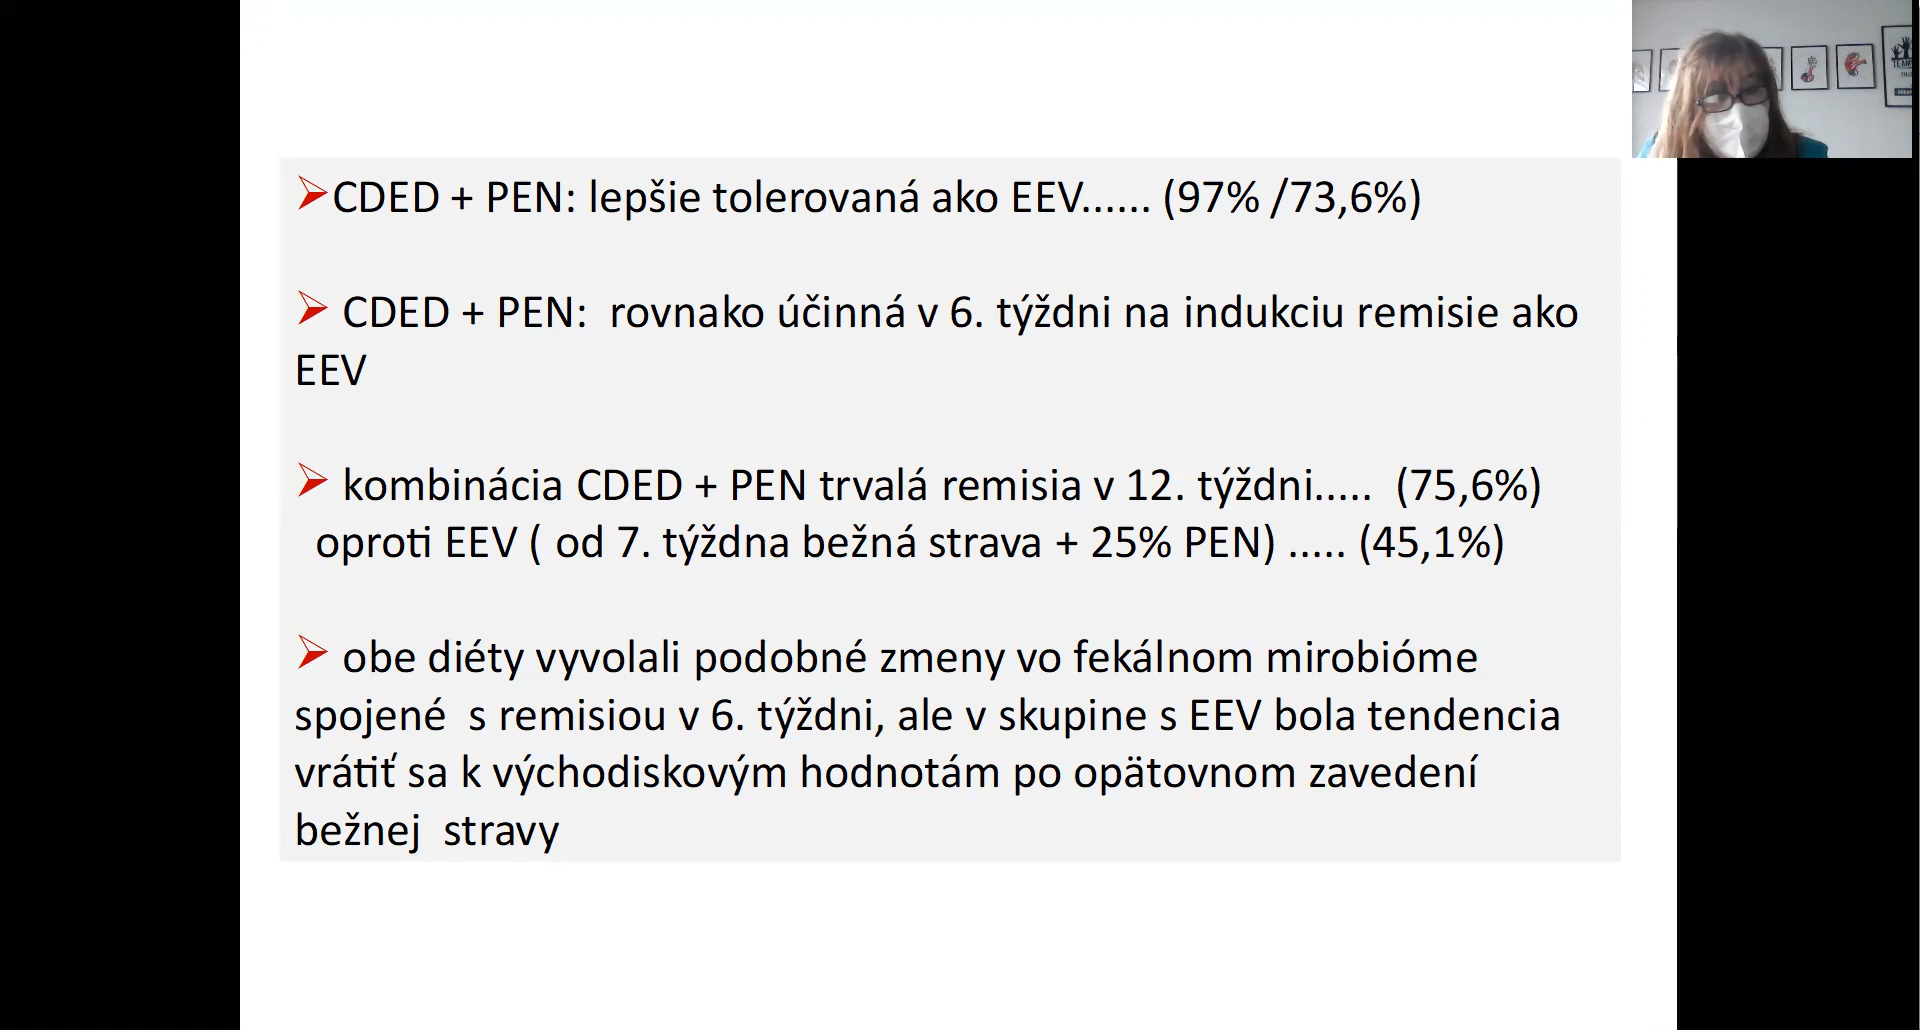 CDED + PEN: lepšie tolerovaná ako EEV...... (97% /73,6%)
CDED + PEN:  rovnako účinná v 6. týždni na indukciu remisie ako
EEV
kombinácia CDED + PEN trvalá remisia v 12. týždni.....  (75,6%)
oproti EEV ( od 7. týždna bežná strava + 25% PEN) ..... (45,1%)
obe diéty vyvolali podobné zmeny vo fekálnom mirobióme
spojené  s remisiou v 6. týždni, ale v skupine s EEV bola tendencia
vrátiť sa k východiskovým hodnotám po opätovnom zavedení
bežnej  stravy